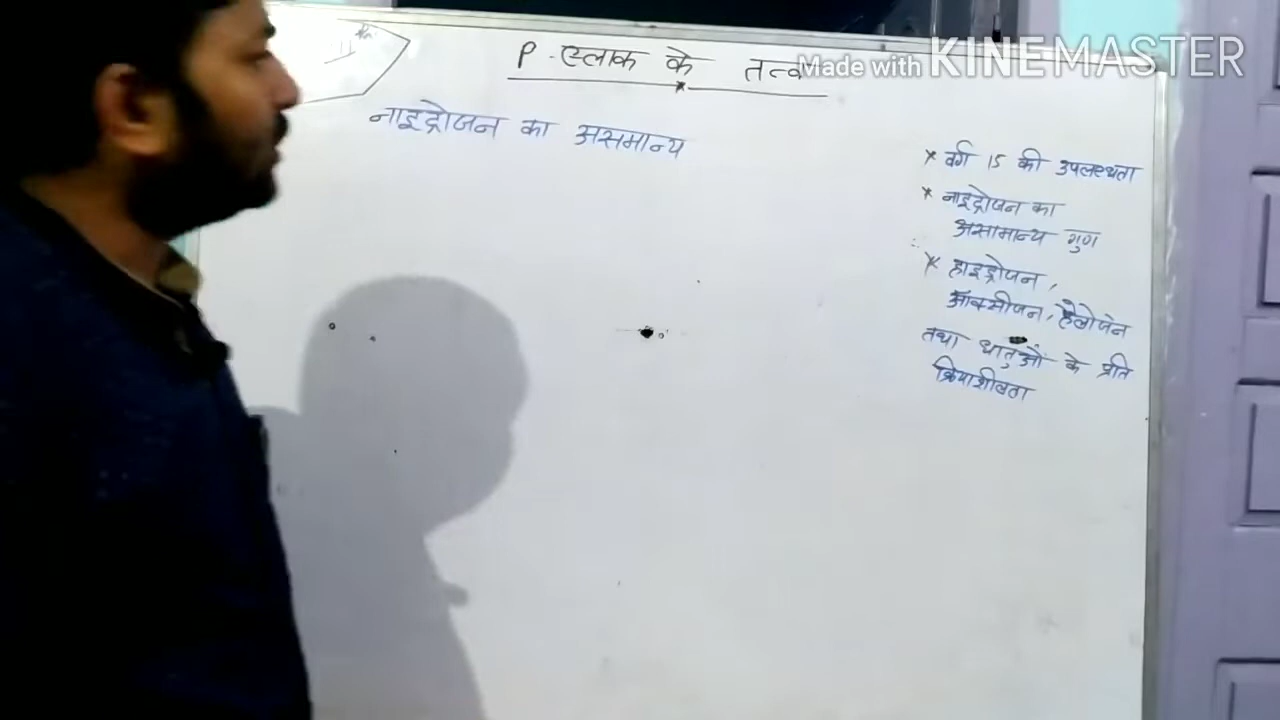 P-ब्लाक के तत्व
Made with KINEMASTER
नाइट्रोजन का असमान्य
* वर्ग 15 की उपलब्धता
* नाइट्रोजन का
असामान्य गुण
* हाइड्रोजन,
ऑक्सीजन, हैलोजन
तथा धातुओं के प्रति
क्रियाशीलता